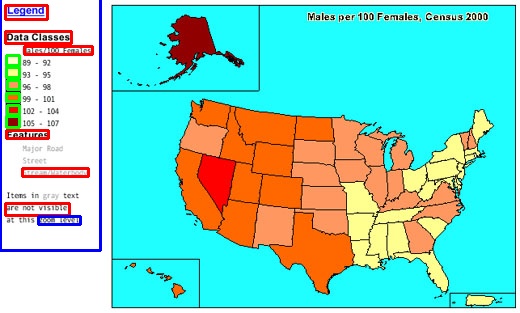 Legend
Males per 100 Females, Census 2000
Data Classes
Males/100 Females
89 - 92
93 - 95
96 - 98
99 - 101
102 - 104
105 - 107
Features
Major Road
Street
Stream/Waterbody
Items in gray text
are not visible
at this zoom level